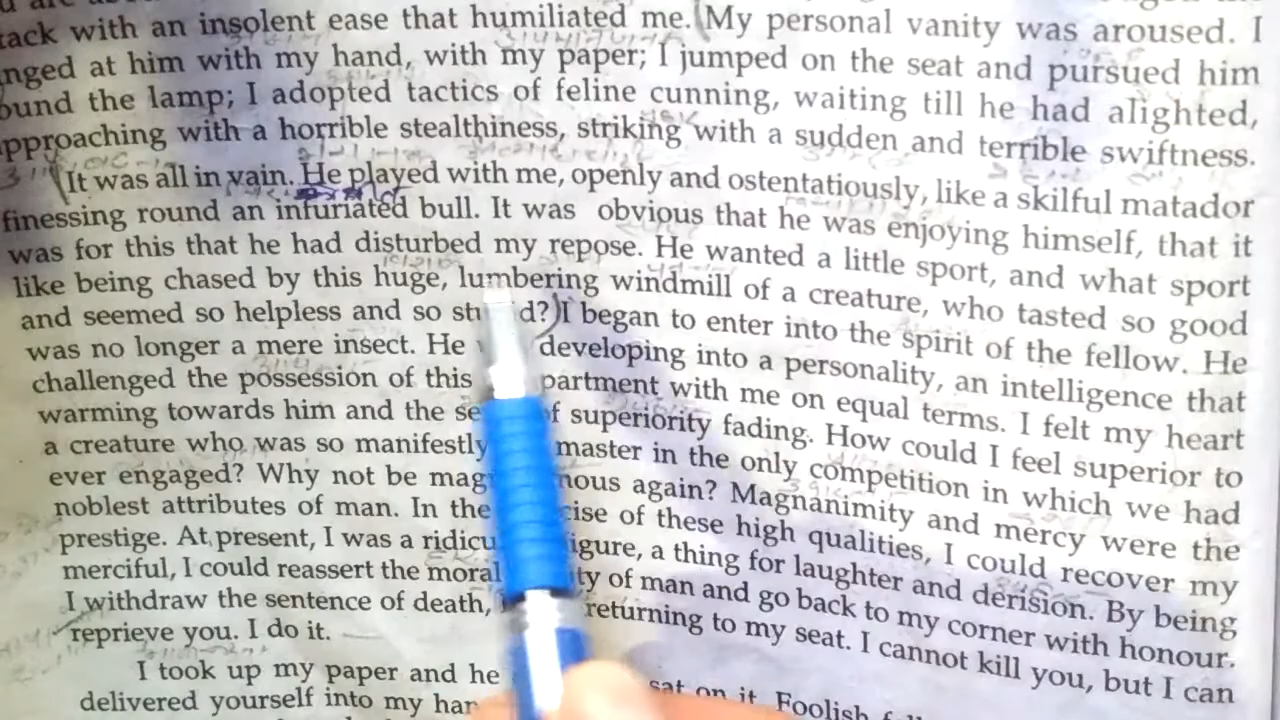 tack with an insolent ease that humiliated me. (My personal vanity was aroused. I
nged at him with my hand, with my paper; I jumped on the seat and pursued him
ound the lamp; I adopted tactics of feline cunning, waiting till he had alighted,
pproaching with a horrible stealthiness, striking with a sudden and terrible swiftness.
(It was all in vain. He played with me, openly and ostentatiously, like a skilful matador
finessing round an infuriated bull. It was obvious that he was enjoying himself, that it
was for this that he had disturbed my repose. He wanted a little sport, and what sport
like being chased by this huge, lumbering windmill of a creature, who tasted so good
and seemed so helpless and so st d?) I began to enter into the spirit of the fellow. He
was no longer a mere insect. He developing into a personality, an intelligence that
challenged the possession of this partment with me on equal terms. I felt my heart
warming towards him and the se f superiority fading. How could I feel superior to
a creature who was so manifestly master in the only competition in which we had
ever engaged? Why not be mag nous again? Magnanimity and mercy were the
noblest attributes of man. In the cise of these high qualities, I could recover my
prestige. At present, I was a ridicu igure, a thing for laughter and derision. By being
merciful, I could reassert the moral ty of man and go back to my corner with honour.
I withdraw the sentence of death, returning to my seat. I cannot kill you, but I can
reprieve you. I do it.
I took up my paper and he sat on it. Foolish
delivered yourself into my